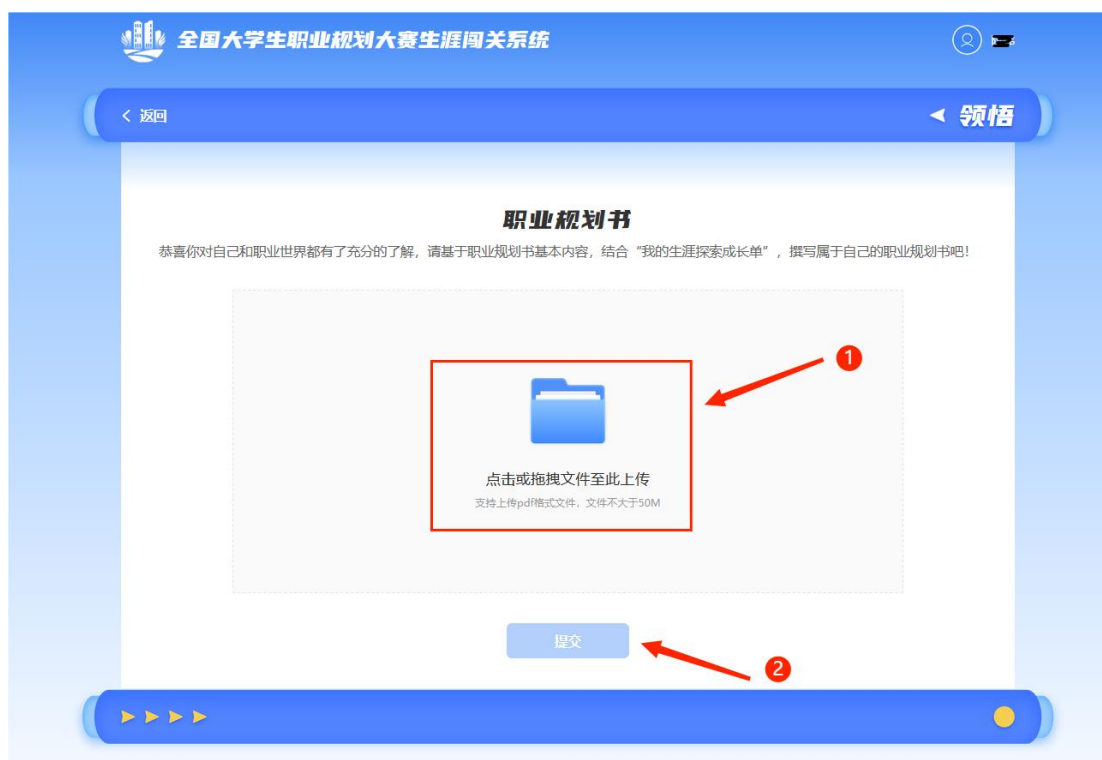 全国大学生职业规划大赛生涯闯关系统
< 返回
领悟
职业规划书
恭喜你对自己和职业世界都有了充分的了解，请基于职业规划书基本内容，结合“我的生涯探索成长单”，撰写属于自己的职业规划书吧！
1
点击或拖拽文件至此上传
支持上传pdf格式文件，文件不大于50M
提交
2